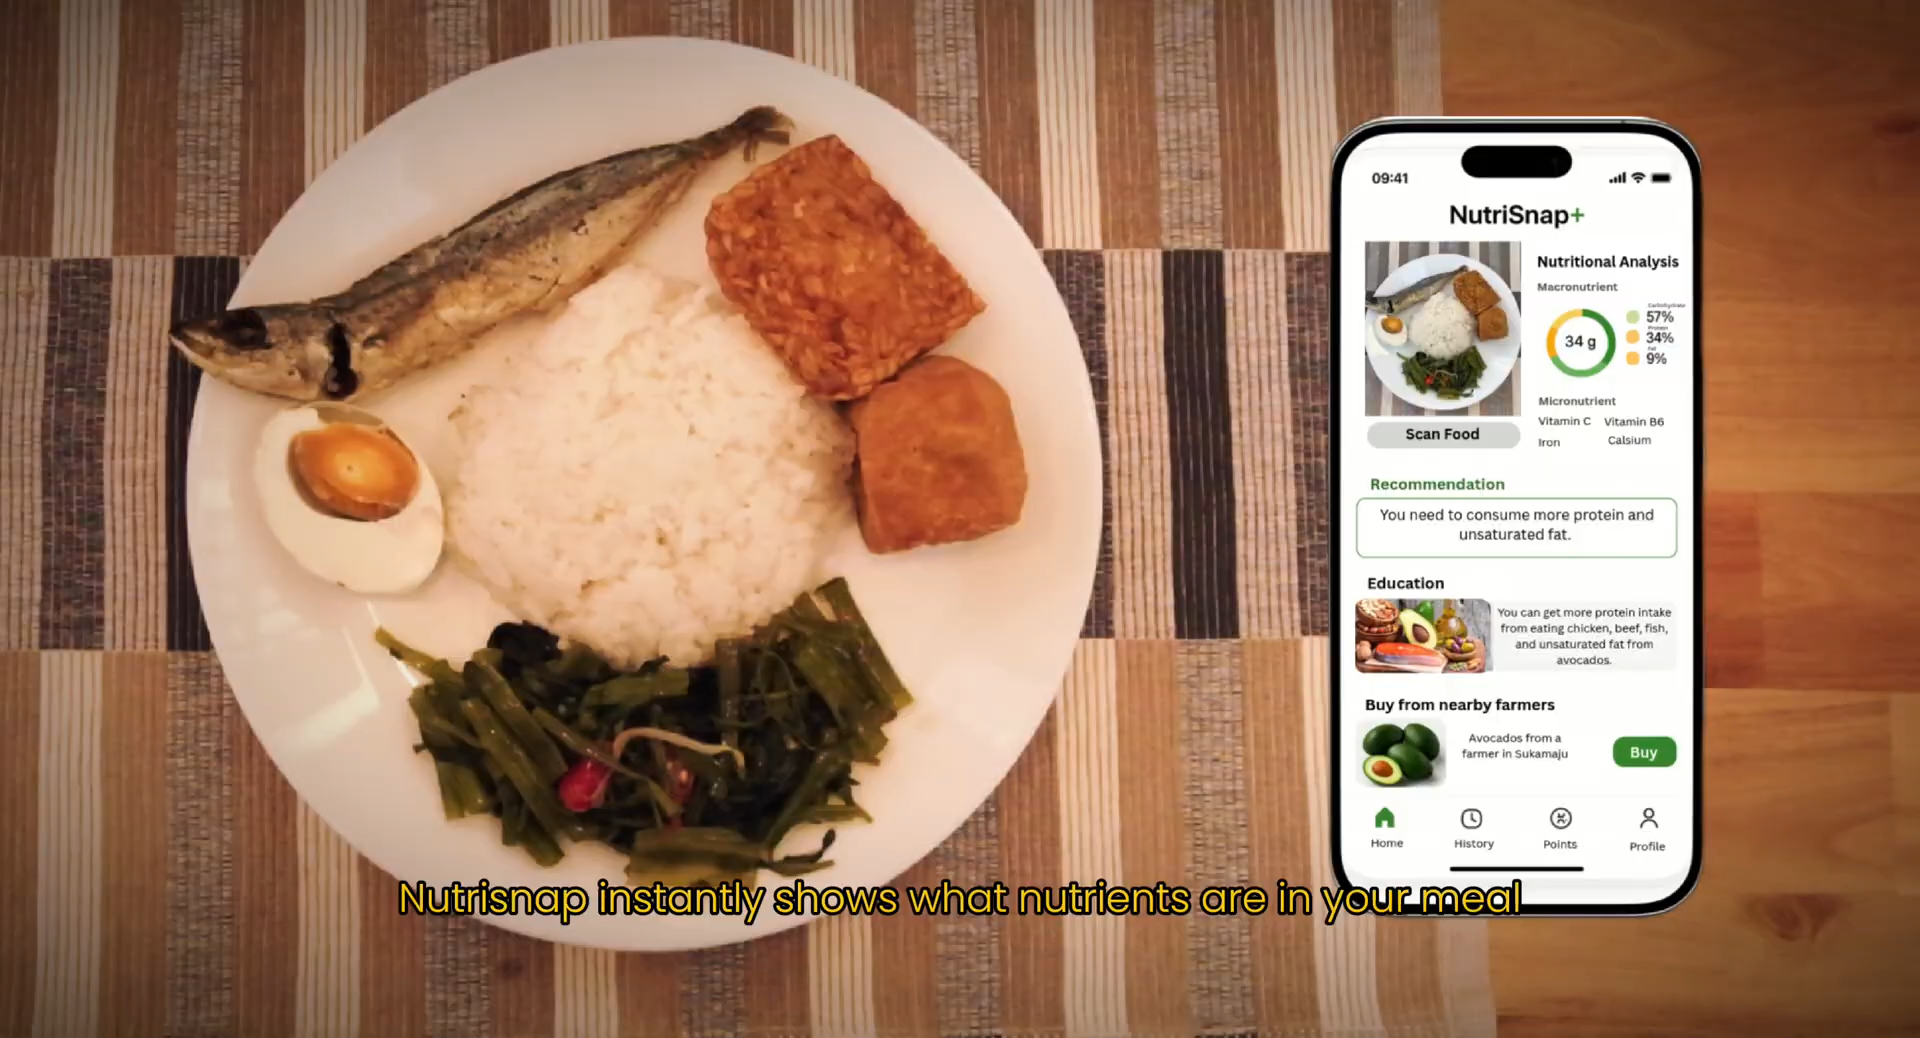 09:41
NutriSnap+
Nutritional Analysis
Macronutrient
34 g
Carbohydrate
57%
Protein
34%
Fat
9%
Scan Food
Micronutrient
Vitamin C
Vitamin B6
Iron
Calsium
Recommendation
You need to consume more protein and
unsaturated fat.
Education
You can get more protein intake
from eating chicken, beef, fish,
and unsaturated fat from
avocados.
Buy from nearby farmers
Avocados from a
farmer in Sukamaju
Buy
Home
History
Points
Profile
Nutrisnap instantly shows what nutrients are in your meal